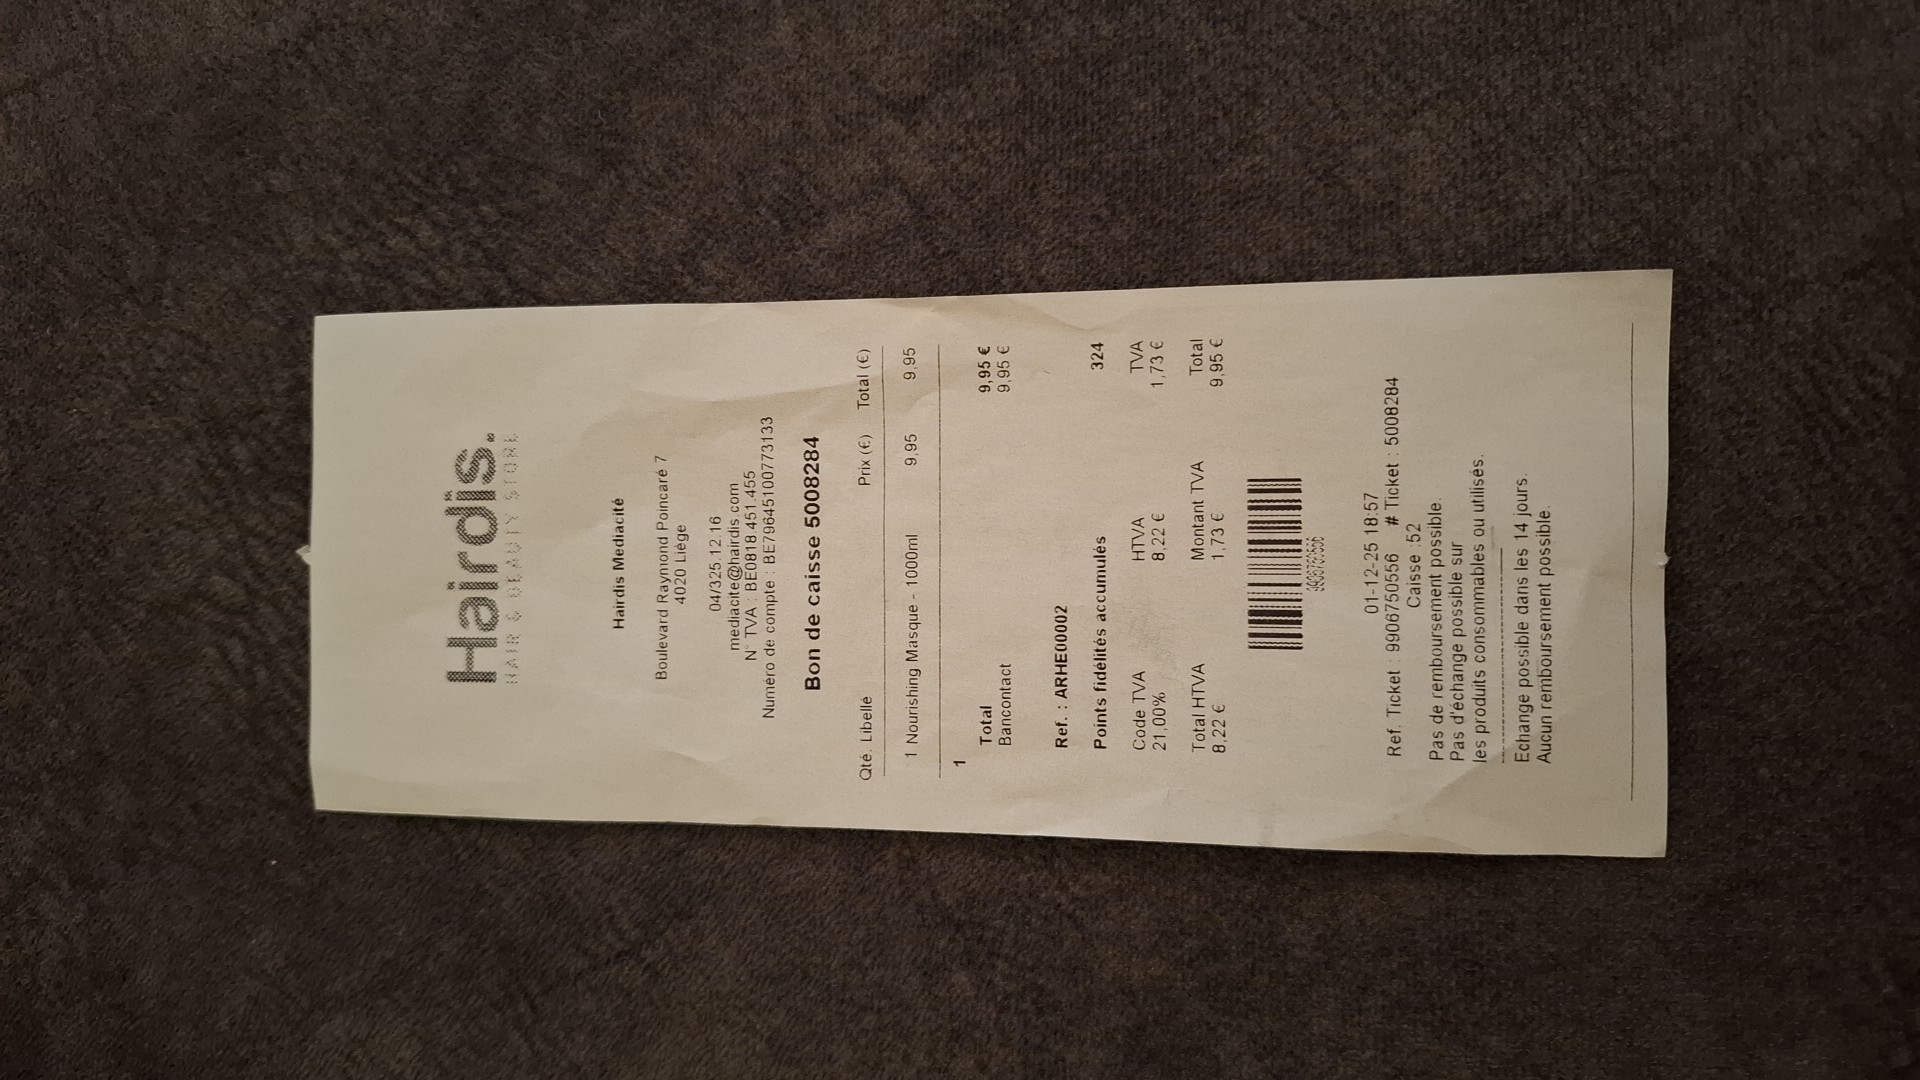 Hairdis.
HAIR & BEAUTY STORE
Hairdis Mediacité
Boulevard Raymond Poincaré 7
4020 Liège
04/325.12.16
mediacite@hairdis.com
N° TVA : BE0818.451.455
Numéro de compte : BE79645100773133
Bon de caisse 5008284
Qté. Libellé Prix (€) Total (€)
1 Nourishing Masque - 1000ml 9,95 9,95
1
Total 9,95 €
Bancontact 9,95 €
Ref. : ARHE00002
Points fidélités accumulés 324
Code TVA HTVA TVA
21,00% 8,22 € 1,73 €
Total HTVA Montant TVA Total
8,22 € 1,73 € 9,95 €
9906750556
01-12-25 18:57
Ref. Ticket : 9906750556 # Ticket : 5008284
Caisse :52
Pas de remboursement possible.
Pas d'échange possible sur
les produits consommables ou utilisés.
Echange possible dans les 14 jours.
Aucun remboursement possible.